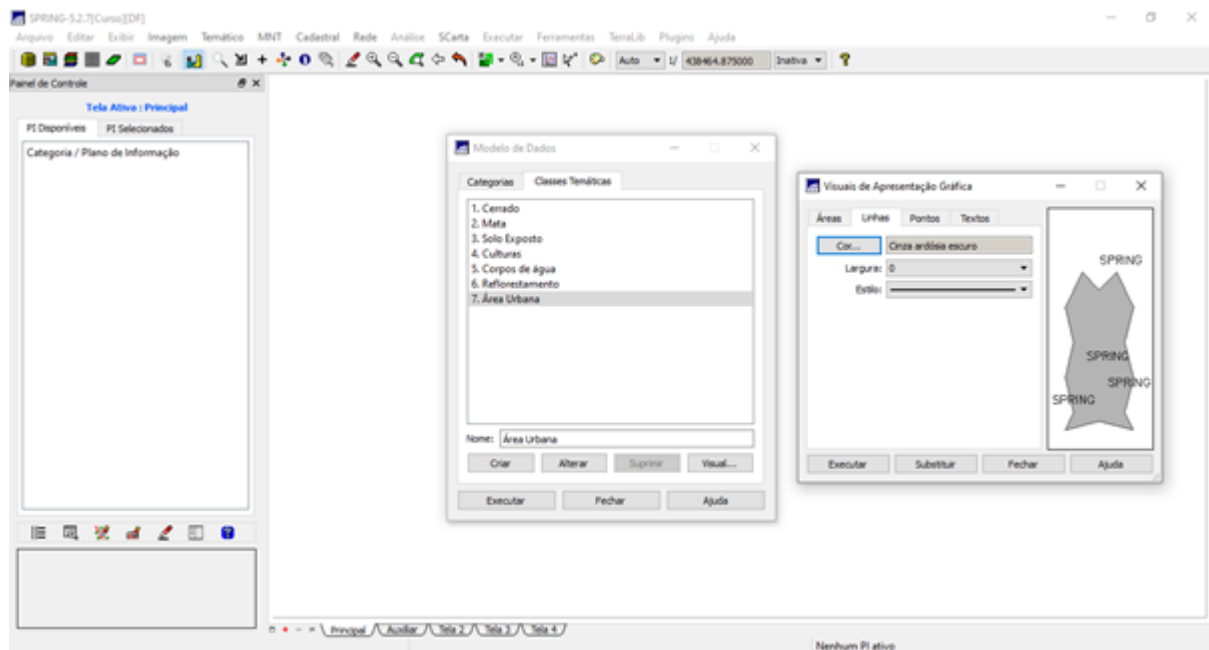 SPRING-5.2.7[Curso][DF]
Arquivo Editar Exibir Imagem Temático MNT Cadastral Rede Análise SCarta Executar Ferramentas TerraLib Plugins Ajuda
Auto 1/ 438464.875000 Inativa
Painel de Controle
Tela Ativa : Principal
PI Disponíveis PI Selecionados
Categoria / Plano de Informação
Modelo de Dados
Categorias Classes Temáticas
1. Cerrado
2. Mata
3. Solo Exposto
4. Culturas
5. Corpos de água
6. Reflorestamento
7. Área Urbana
Nome: Área Urbana
Criar Alterar Suprimir Visual...
Executar Fechar Ajuda
Visuais de Apresentação Gráfica
Áreas Linhas Pontos Textos
Cor... Cinza ardósia escuro
Largura: 0
Estilo:
SPRING
SPRING
SPRING
SPRING
Executar Substituir Fechar Ajuda
Principal Auxiliar Tela 2 Tela 3 Tela 4
Nenhum PI ativo